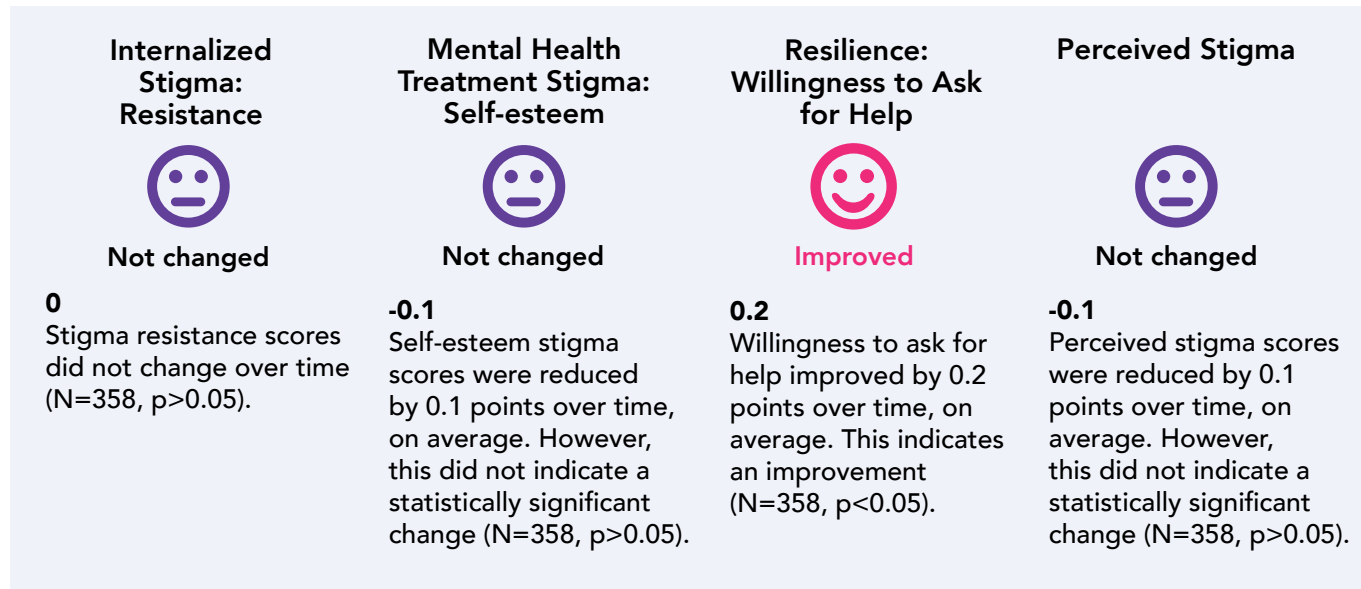 Internalized
Stigma:
Resistance
Not changed
0
Stigma resistance scores
did not change over time
(N=358, p>0.05).
Mental Health
Treatment Stigma:
Self-esteem
Not changed
-0.1
Self-esteem stigma
scores were reduced
by 0.1 points over time,
on average. However,
this did not indicate a
statistically significant
change (N=358, p>0.05).
Resilience:
Willingness to Ask
for Help
Improved
0.2
Willingness to ask for
help improved by 0.2
points over time, on
average. This indicates
an improvement
(N=358, p<0.05).
Perceived Stigma
Not changed
-0.1
Perceived stigma scores
were reduced by 0.1
points over time, on
average. However,
this did not indicate a
statistically significant
change (N=358, p>0.05).